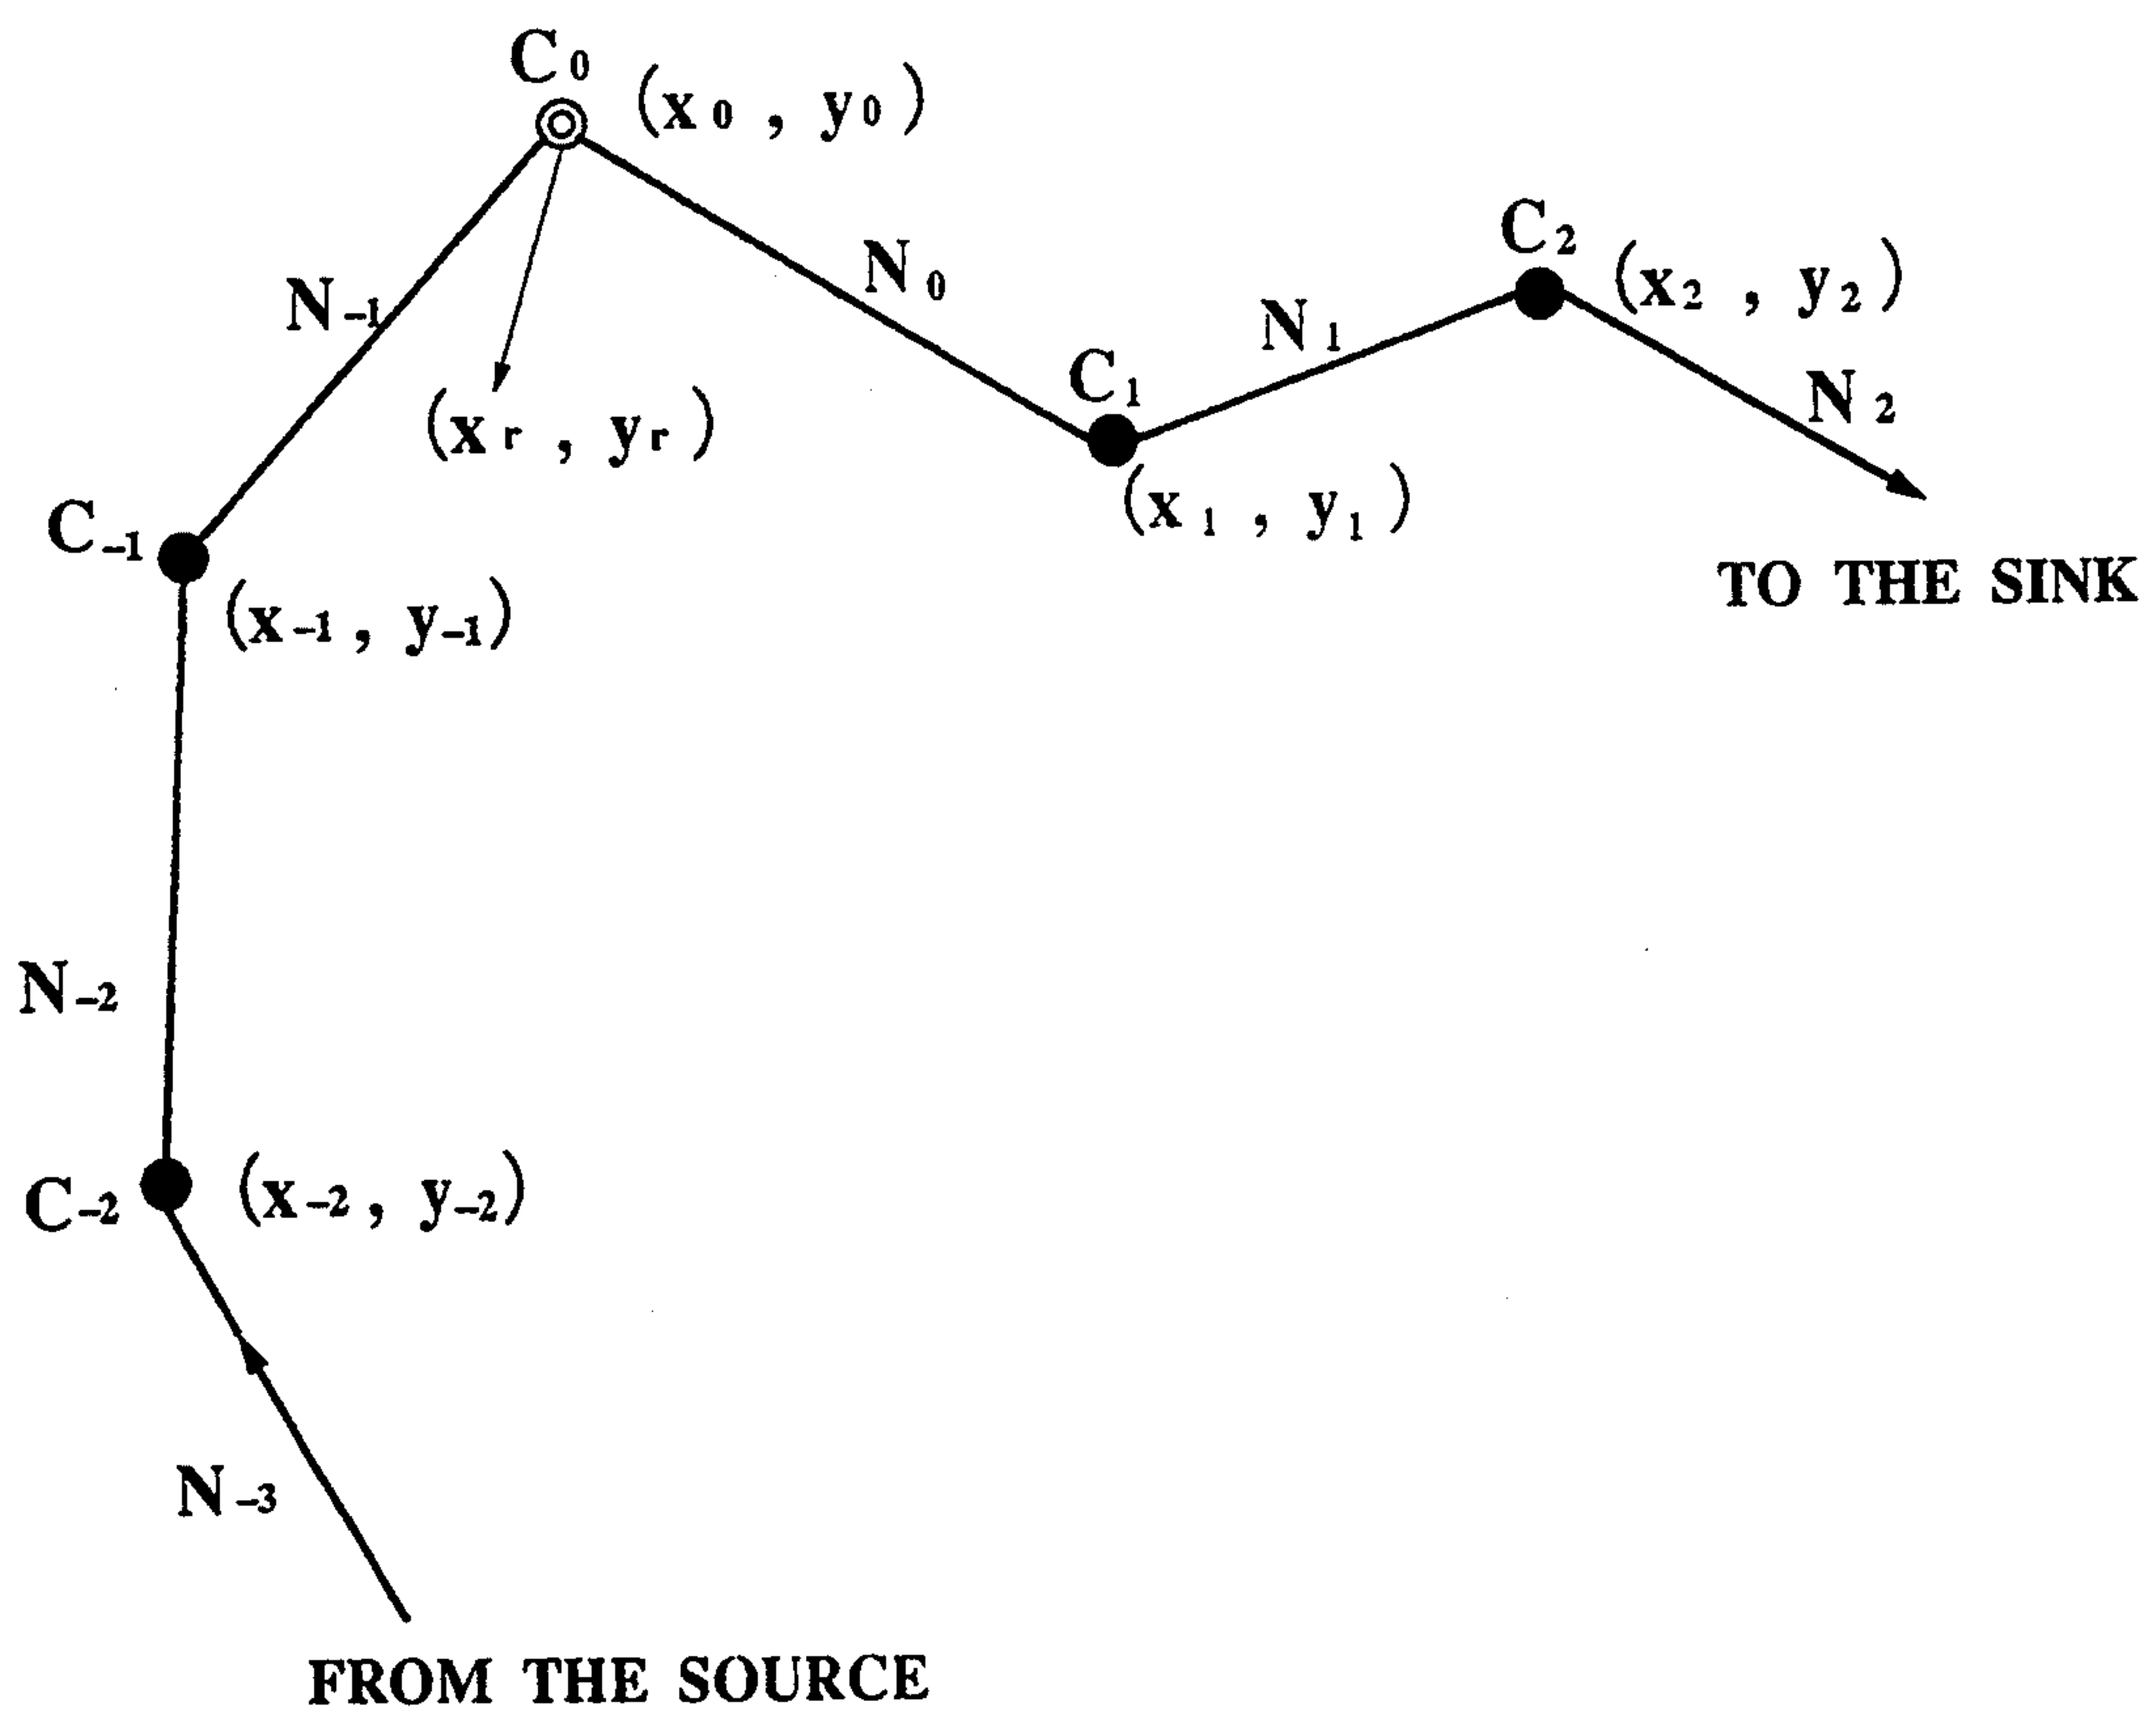 C0
(x0, y0)
C2
(x2, y2)
N0
N-1
N1
C1
N2
(xr, yr)
(x1, y1)
C-1
TO THE SINK
(x-1, y-1)
N-2
C-2
(x-2, y-2)
N-3
FROM THE SOURCE